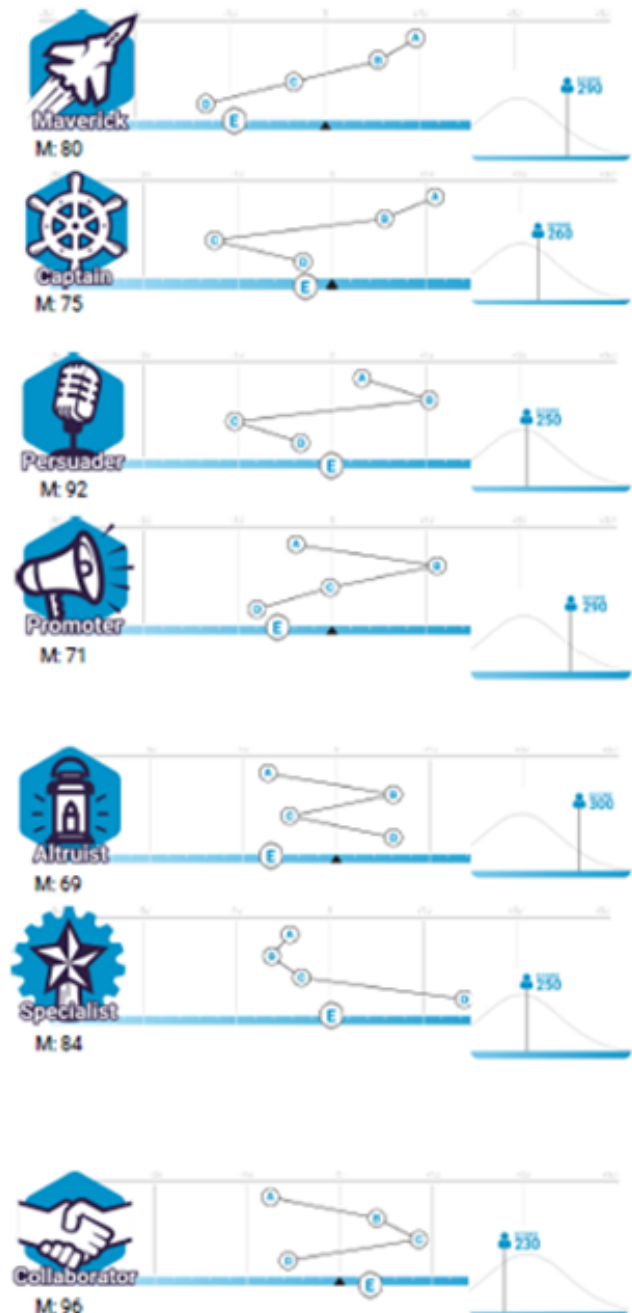 A
B
C
D
Maverick
E
290
M: 80
A
B
C
D
Captain
E
260
M: 75
A
B
C
D
Persuader
E
250
M: 92
A
B
C
D
Promoter
E
290
M: 71
A
B
C
D
Altruist
E
300
M: 69
A
B
C
D
Specialist
E
250
M: 84
A
B
C
D
Collaborator
E
230
M: 96